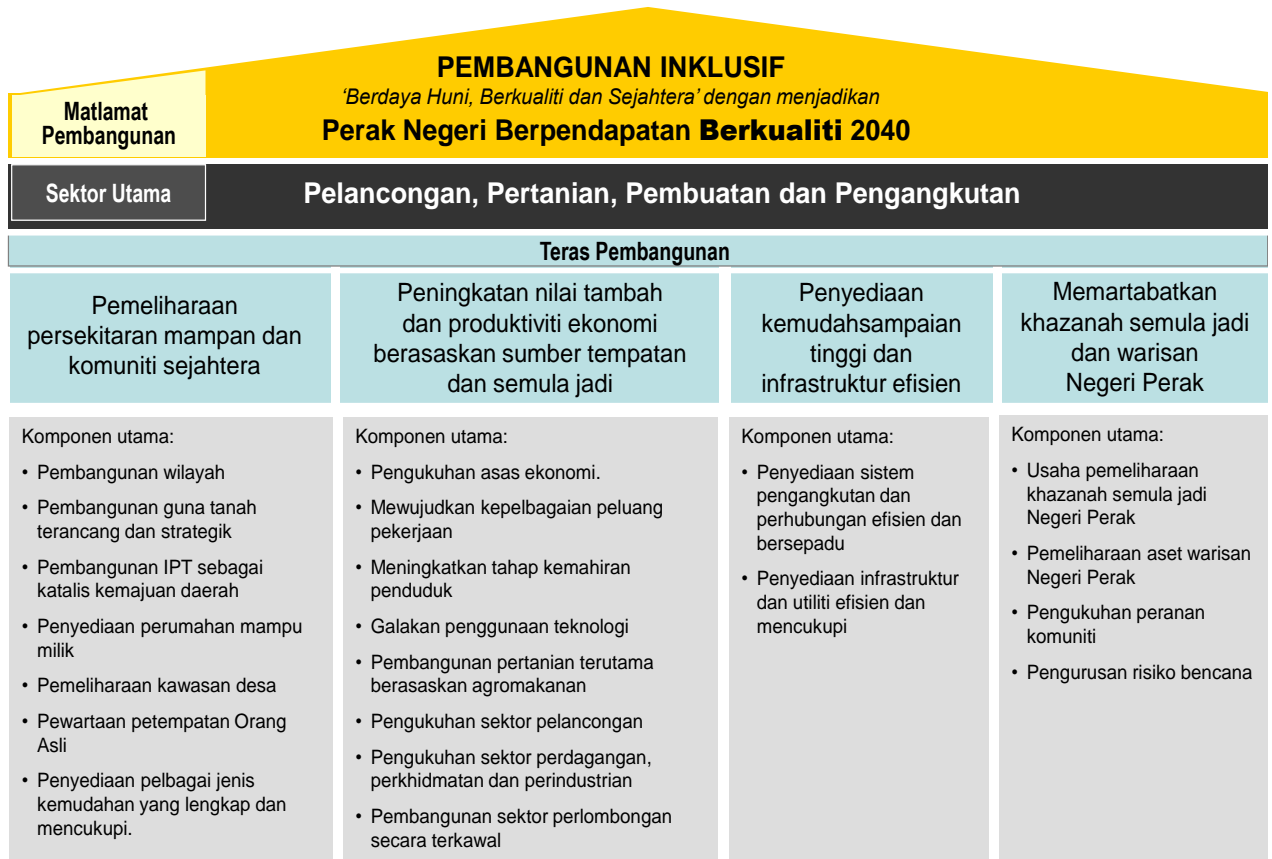 PEMBANGUNAN INKLUSIF
'Berdaya Huni, Berkualiti dan Sejahtera' dengan menjadikan
Perak Negeri Berpendapatan Berkualiti 2040
Matlamat
Pembangunan
Sektor Utama
Pelancongan, Pertanian, Pembuatan dan Pengangkutan
Teras Pembangunan
Pemeliharaan
persekitaran mampan dan
komuniti sejahtera
Komponen utama:
• Pembangunan wilayah
• Pembangunan guna tanah
terancang dan strategik
• Pembangunan IPT sebagai
katalis kemajuan daerah
• Penyediaan perumahan mampu
milik
• Pemeliharaan kawasan desa
• Pewartaan petempatan Orang
Asli
• Penyediaan pelbagai jenis
kemudahan yang lengkap dan
mencukupi.
Peningkatan nilai tambah
dan produktiviti ekonomi
berasaskan sumber tempatan
dan semula jadi
Komponen utama:
• Pengukuhan asas ekonomi.
• Mewujudkan kepelbagaian peluang
pekerjaan
• Meningkatkan tahap kemahiran
penduduk
• Galakan penggunaan teknologi
• Pembangunan pertanian terutama
berasaskan agromakanan
• Pengukuhan sektor pelancongan
• Pengukuhan sektor perdagangan,
perkhidmatan dan perindustrian
• Pembangunan sektor perlombongan
secara terkawal
Penyediaan
kemudahsampaian
tinggi dan
infrastruktur efisien
Komponen utama:
• Penyediaan sistem
pengangkutan dan
perhubungan efisien dan
bersepadu
• Penyediaan infrastruktur
dan utiliti efisien dan
mencukupi
Memartabatkan
khazanah semula jadi
dan warisan
Negeri Perak
Komponen utama:
• Usaha pemeliharaan
khazanah semula jadi
Negeri Perak
• Pemeliharaan aset warisan
Negeri Perak
• Pengukuhan peranan
komuniti
• Pengurusan risiko bencana